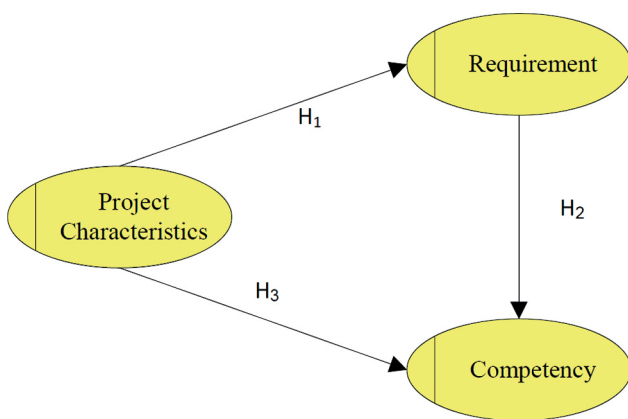 Requirement
H₁
Project
Characteristics
H₂
H₃
Competency